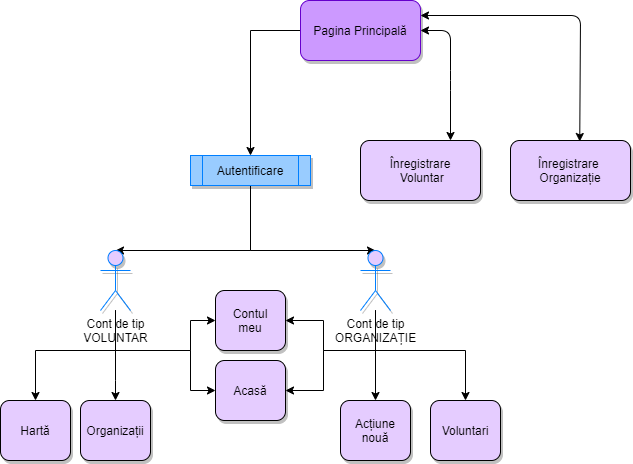 Pagina Principală
Înregistrare
Voluntar
Înregistrare
Organizație
Autentificare
Cont de tip
VOLUNTAR
Cont de tip
ORGANIZAȚIE
Contul
meu
Acasă
Hartă
Organizații
Acțiune
nouă
Voluntari